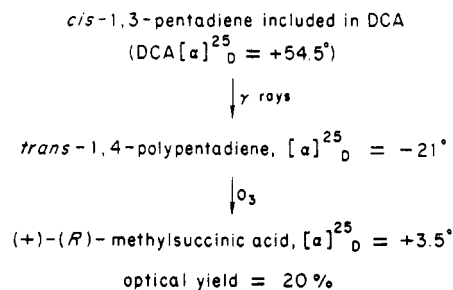 cis-1,3-pentadiene included in DCA
(DCA[α]²⁵D = +54.5°)
γ rays
trans-1,4-polypentadiene, [α]²⁵D = -21°
O₃
(+)-(R)-methylsuccinic acid, [α]²⁵D = +3.5°
optical yield = 20%